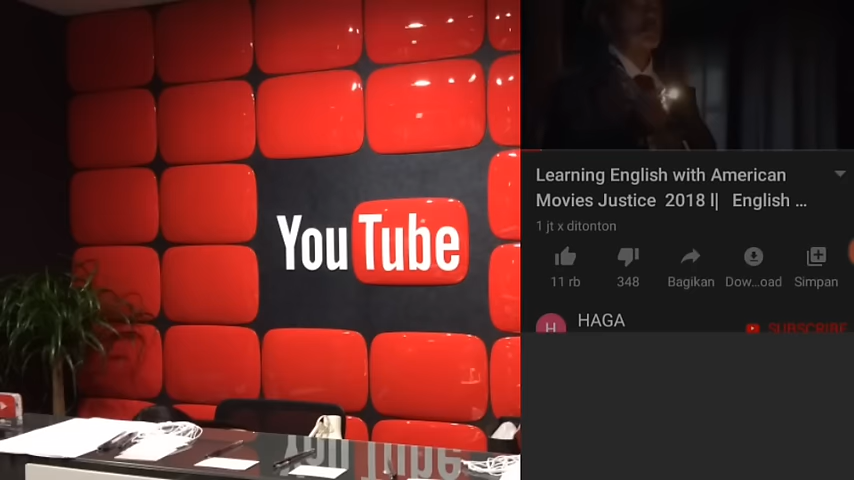 YouTube
Learning English with American
Movies Justice 2018 l| English ...
1 jt x ditonton
11 rb
348
Bagikan
Dow...oad
Simpan
H
HAGA
SUBSCRIBE
YouTube